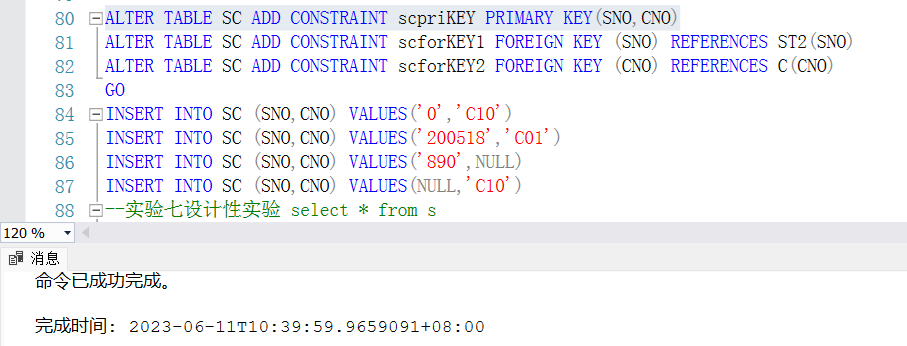 80 ALTER TABLE SC ADD CONSTRAINT scpriKEY PRIMARY KEY(SNO,CNO)
81 ALTER TABLE SC ADD CONSTRAINT scforKEY1 FOREIGN KEY (SNO) REFERENCES ST2(SNO)
82 ALTER TABLE SC ADD CONSTRAINT scforKEY2 FOREIGN KEY (CNO) REFERENCES C(CNO)
83 GO
84 INSERT INTO SC (SNO,CNO) VALUES('0','C10')
85 INSERT INTO SC (SNO,CNO) VALUES('200518','C01')
86 INSERT INTO SC (SNO,CNO) VALUES('890',NULL)
87 INSERT INTO SC (SNO,CNO) VALUES(NULL,'C10')
88 --实验七设计性实验 select * from s
120 %
消息
命令已成功完成。
完成时间: 2023-06-11T10:39:59.9659091+08:00